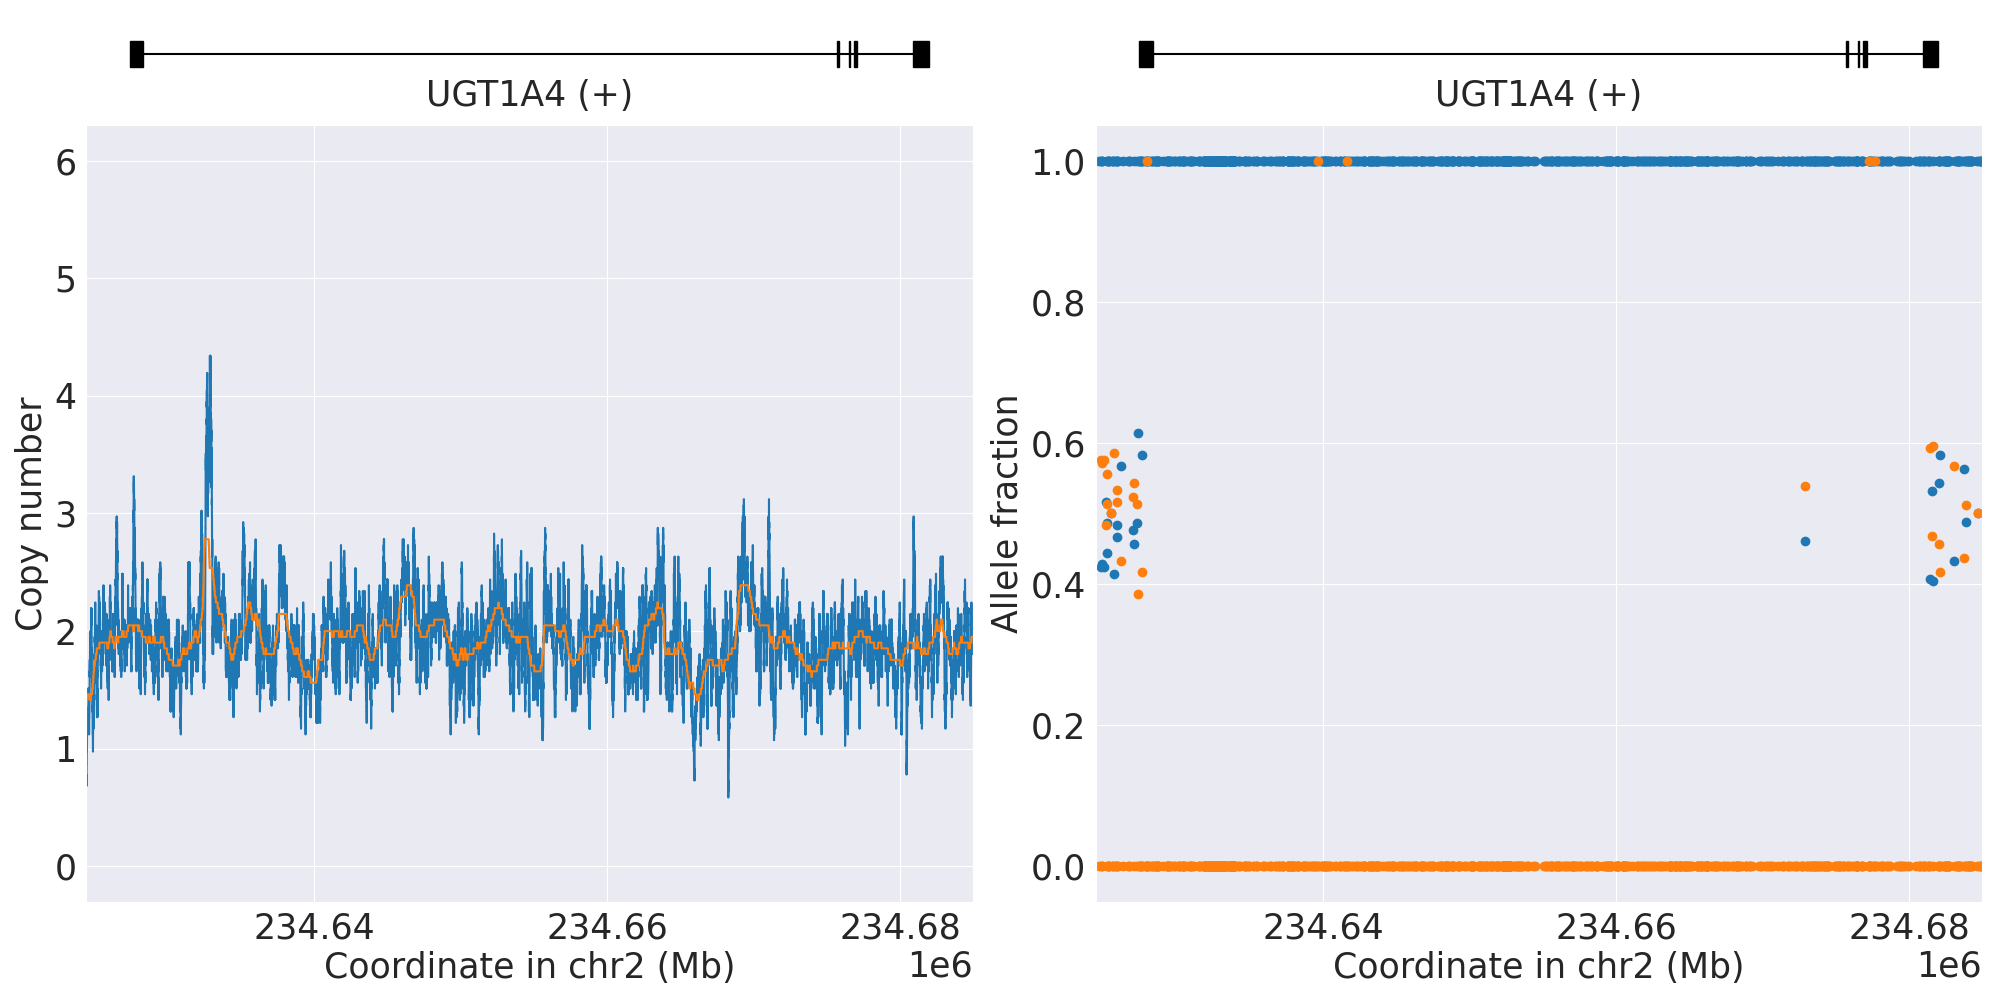 UGT1A4 (+)
6
5
4
3
2
1
0
Copy number
234.64 234.66 234.68
1e6
Coordinate in chr2 (Mb)
UGT1A4 (+)
1.0
0.8
0.6
0.4
0.2
0.0
Allele fraction
234.64 234.66 234.68
1e6
Coordinate in chr2 (Mb)